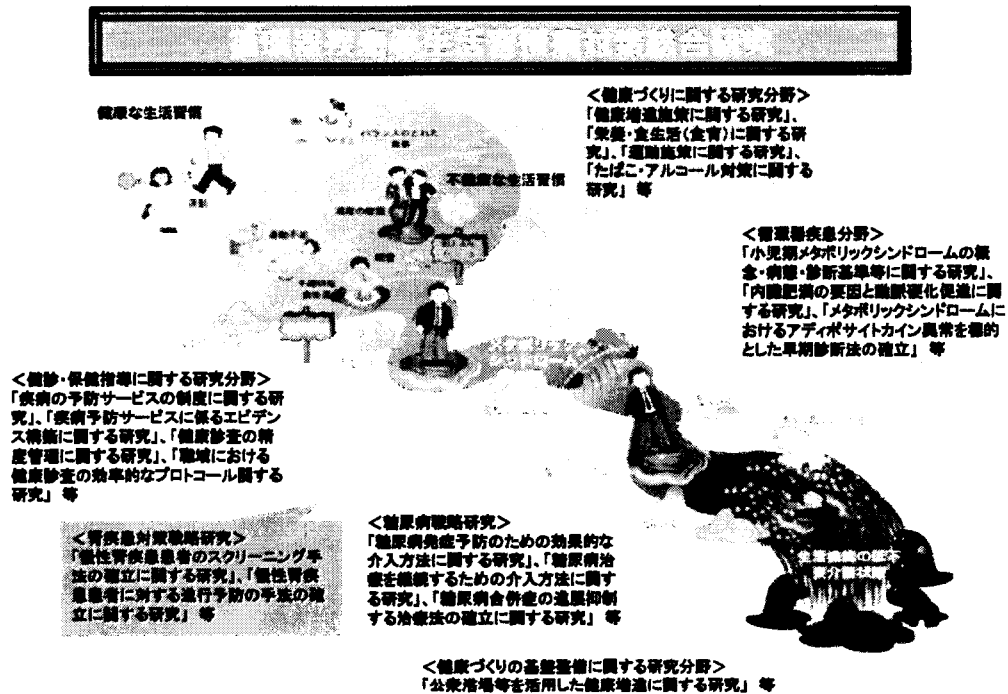 健康な生活習慣
バランスのとれた
不健康な生活習慣
運動不足
＜健康づくりに関する研究分野＞
「健康増進施策に関する研究」、
「栄養・食生活(食育)に関する研
究」、「運動施策に関する研究」、
「たばこ・アルコール対策に関する
研究」 等
＜循環器疾患分野＞
「小児期メタボリックシンドロームの概
念・病態・診断基準等に関する研究」、
「内臓肥満の要因と動脈硬化促進に関
する研究」、「メタボリックシンドロームに
おけるアディポサイトカイン異常を標的
とした早期診断法の確立」 等
＜健診・保健指導に関する研究分野＞
「疾病の予防サービスの制度に関する研
究」、「疾病予防サービスに係るエビデン
ス構築に関する研究」、「健康診査の精
度管理に関する研究」、「職域における
健康診査の効率的なプロトコール関する
研究」 等
＜腎疾患対策戦略研究＞
「慢性腎疾患患者のスクリーニング手
法の確立に関する研究」、「慢性腎疾
患患者に対する進行予防の手法の確
立に関する研究」 等
＜糖尿病戦略研究＞
「糖尿病発症予防のための効果的な
介入方法に関する研究」、「糖尿病治
療を継続するための介入方法に関す
る研究」、「糖尿病合併症の進展抑制
する治療法の確立に関する研究」 等
生活機能の低下
＜健康づくりの基盤整備に関する研究分野＞
「公衆浴場等を活用した健康増進に関する研究」 等